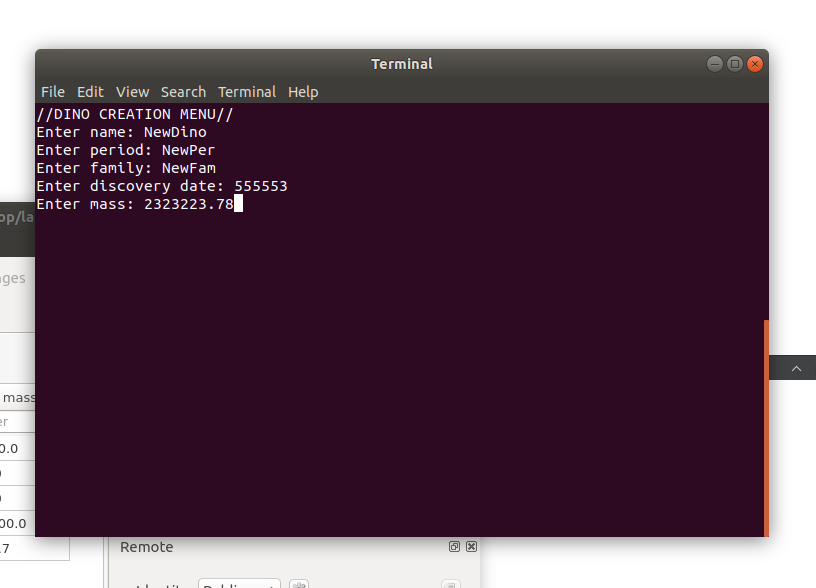 Terminal
File Edit View Search Terminal Help
//DINO CREATION MENU//
Enter name: NewDino
Enter period: NewPer
Enter family: NewFam
Enter discovery date: 555553
Enter mass: 2323223.78
op/la
nges
mass
er
0.0
0
0
00.0
.7
Remote